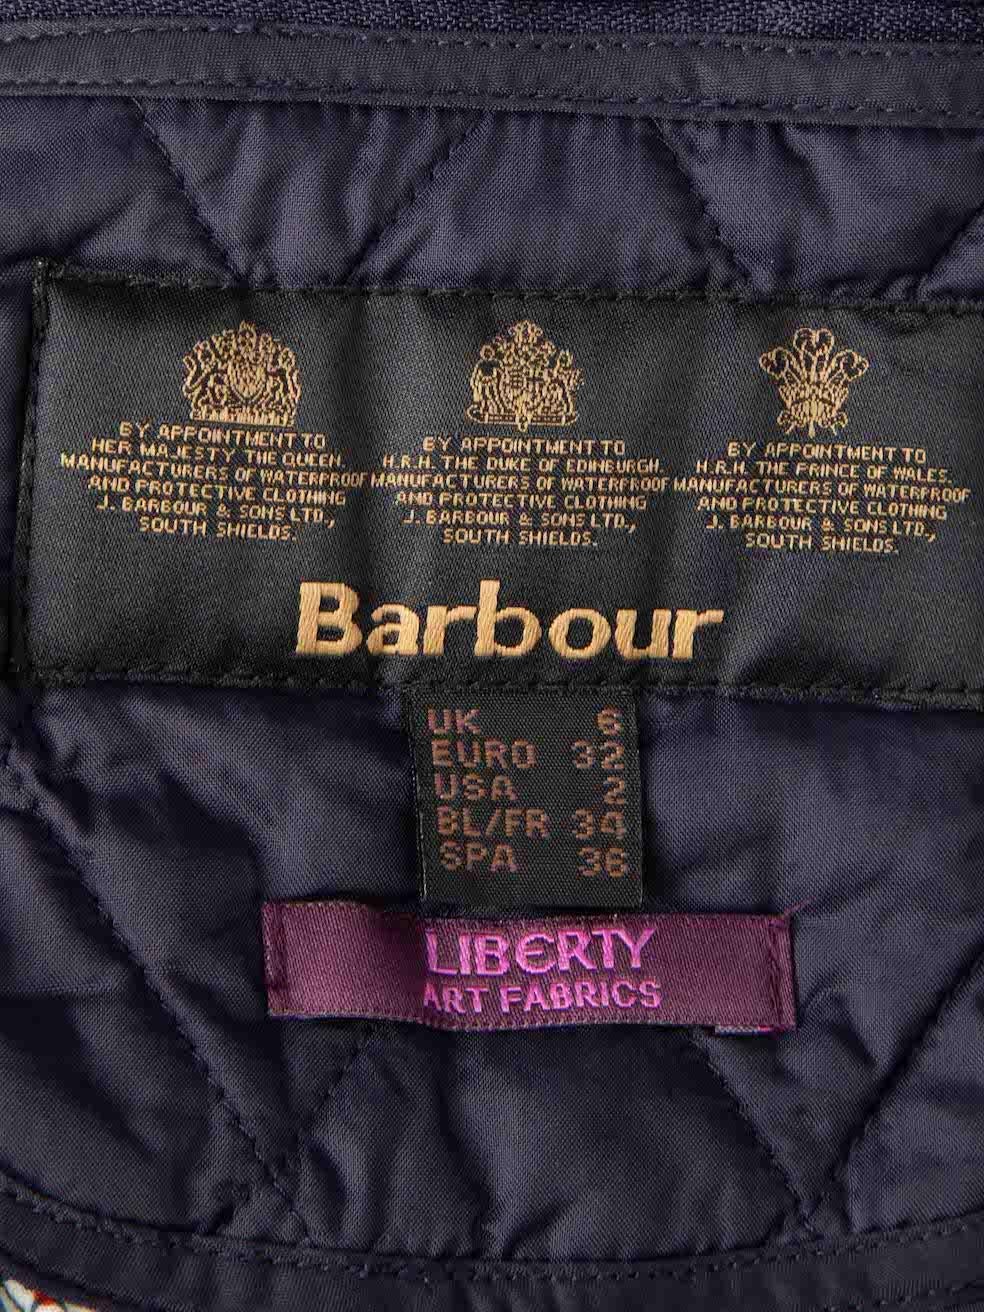 BY APPOINTMENT TO
HER MAJESTY THE QUEEN.
MANUFACTURERS OF WATERPROOF
AND PROTECTIVE CLOTHING
J. BARBOUR & SONS LTD.,
SOUTH SHIELDS.
BY APPOINTMENT TO
H.R.H. THE DUKE OF EDINBURGH.
MANUFACTURERS OF WATERPROOF
AND PROTECTIVE CLOTHING
J. BARBOUR & SONS LTD.,
SOUTH SHIELDS.
BY APPOINTMENT TO
H.R.H. THE PRINCE OF WALES.
MANUFACTURERS OF WATERPROOF
AND PROTECTIVE CLOTHING
J. BARBOUR & SONS LTD.,
SOUTH SHIELDS.
Barbour
UK 6
EURO 32
USA 2
BL/FR 34
SPA 36
LIBERTY
ART FABRICS